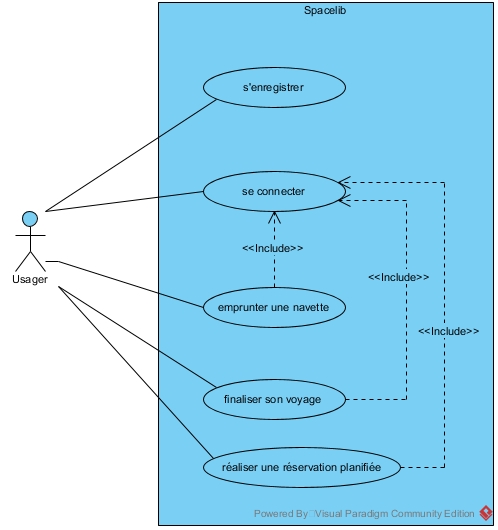 Spacelib
s'enregistrer
se connecter
<<Include>>
Usager
<<Include>>
emprunter une navette
<<Include>>
finaliser son voyage
réaliser une réservation planifiée
Powered By Visual Paradigm Community Edition